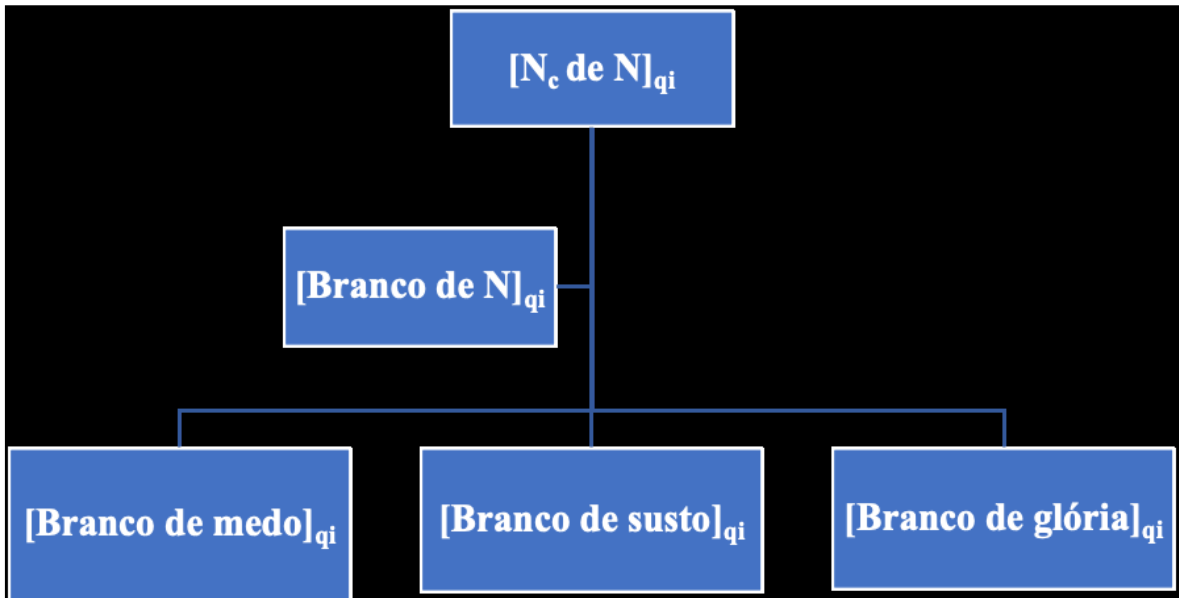 [Nc de N]qi
[Branco de N]qi
[Branco de medo]qi
[Branco de susto]qi
[Branco de glória]qi